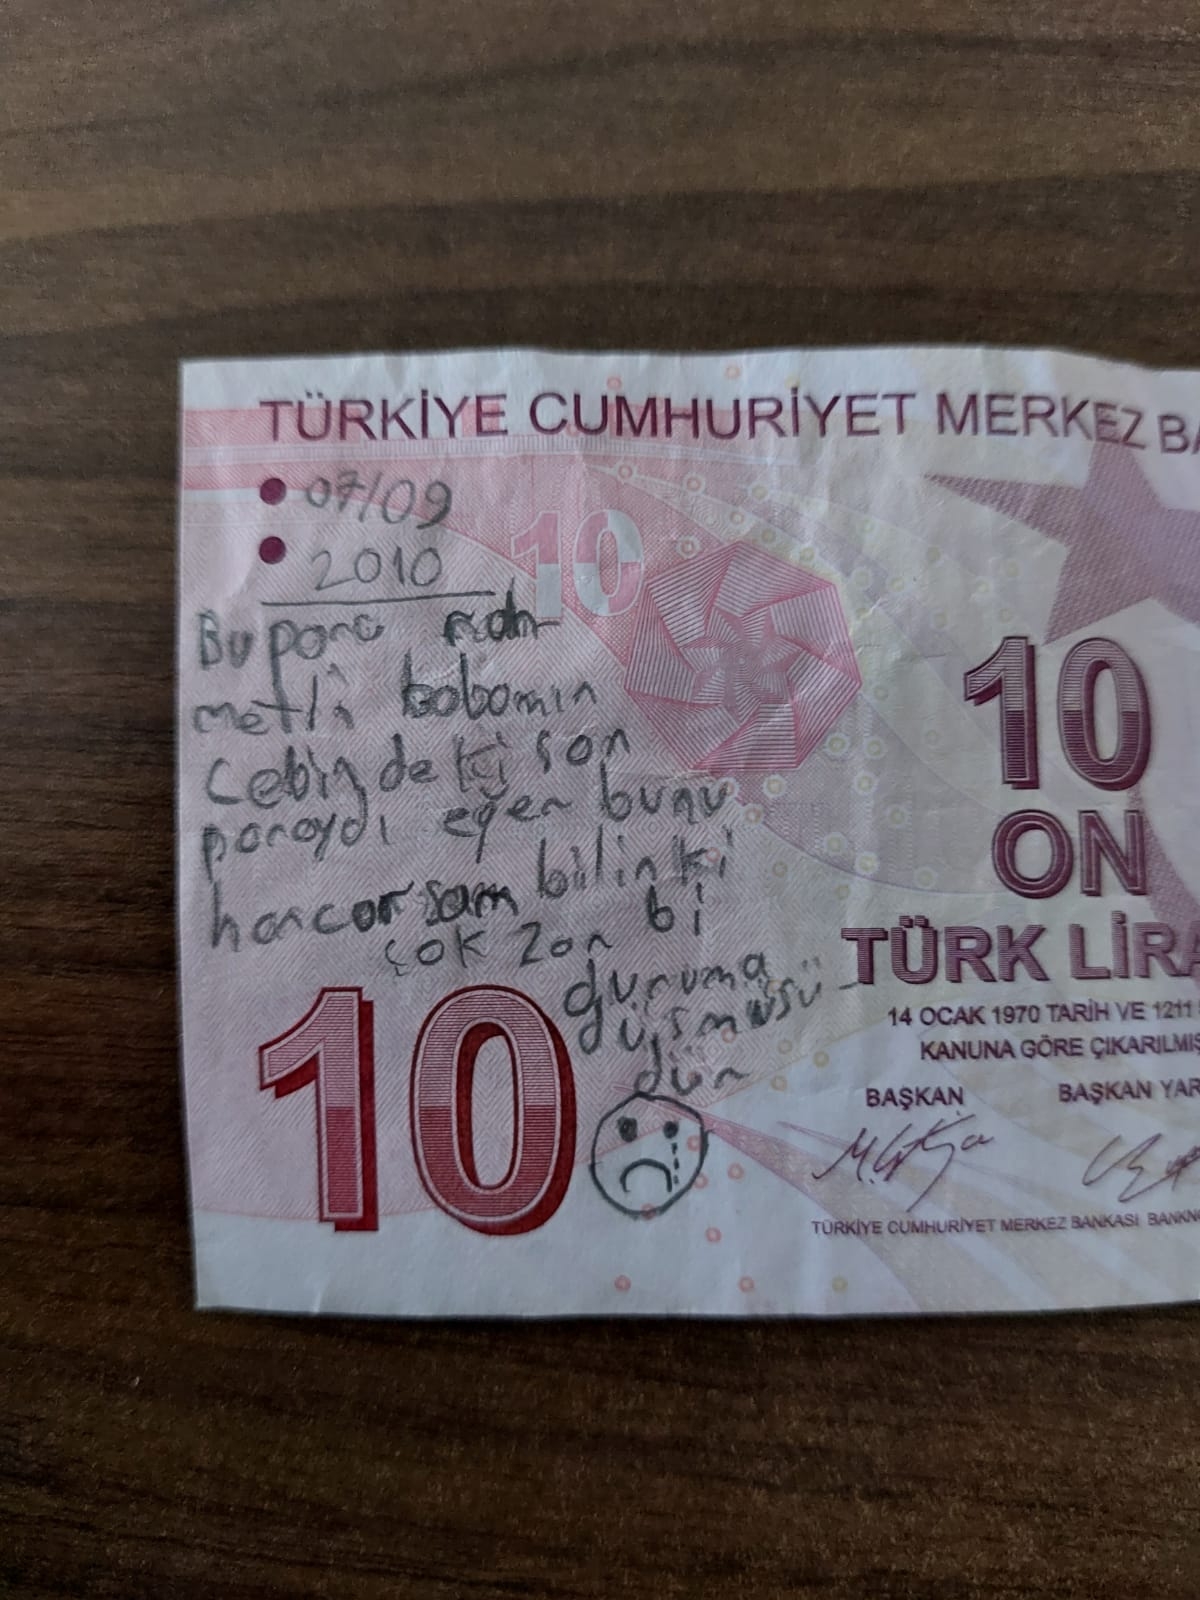 TÜRKİYE CUMHURİYET MERKEZ BA
07/09
2010
10
Bu para rah-
metli babamın
cebindeki son
paraydı eğer bunu
harcarsam bilinki
çok zor bi
duruma
düşmüşü-
dür
10
ON
TÜRK LİRA
14 OCAK 1970 TARİH VE 1211
KANUNA GÖRE ÇIKARILMIŞ
BAŞKAN BAŞKAN YAR
TÜRKİYE CUMHURİYET MERKEZ BANKASI BANKN
10